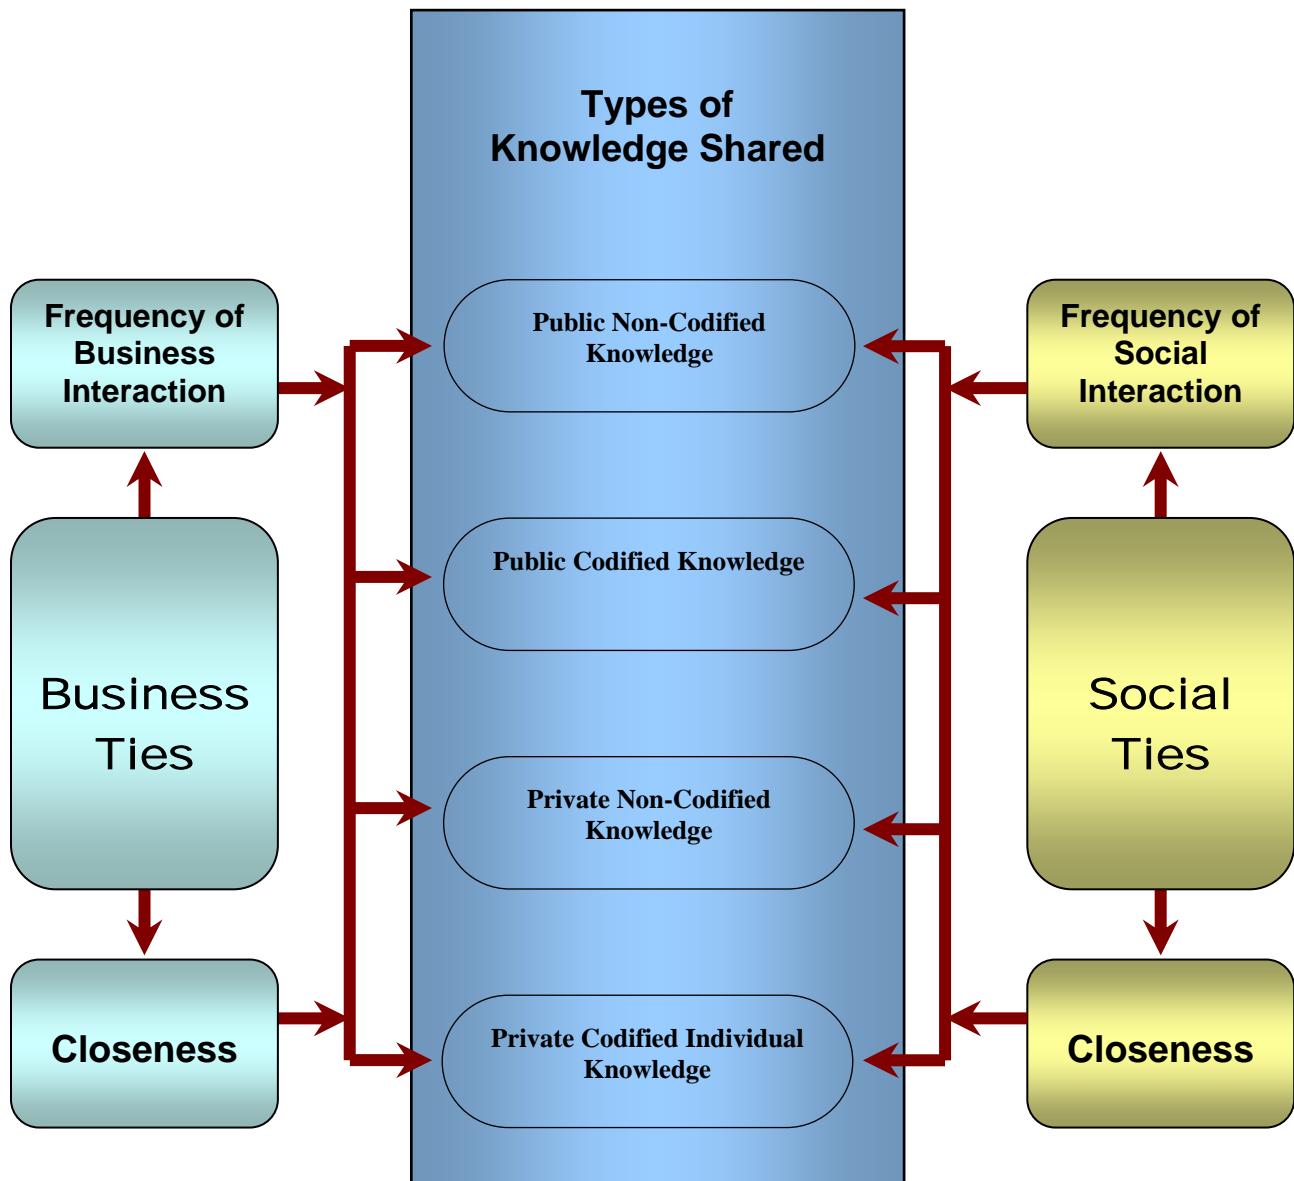 Types of
Knowledge Shared
Frequency of
Business
Interaction
Business
Ties
Closeness
Public Non-Codified
Knowledge
Public Codified Knowledge
Private Non-Codified
Knowledge
Private Codified Individual
Knowledge
Frequency of
Social
Interaction
Social
Ties
Closeness